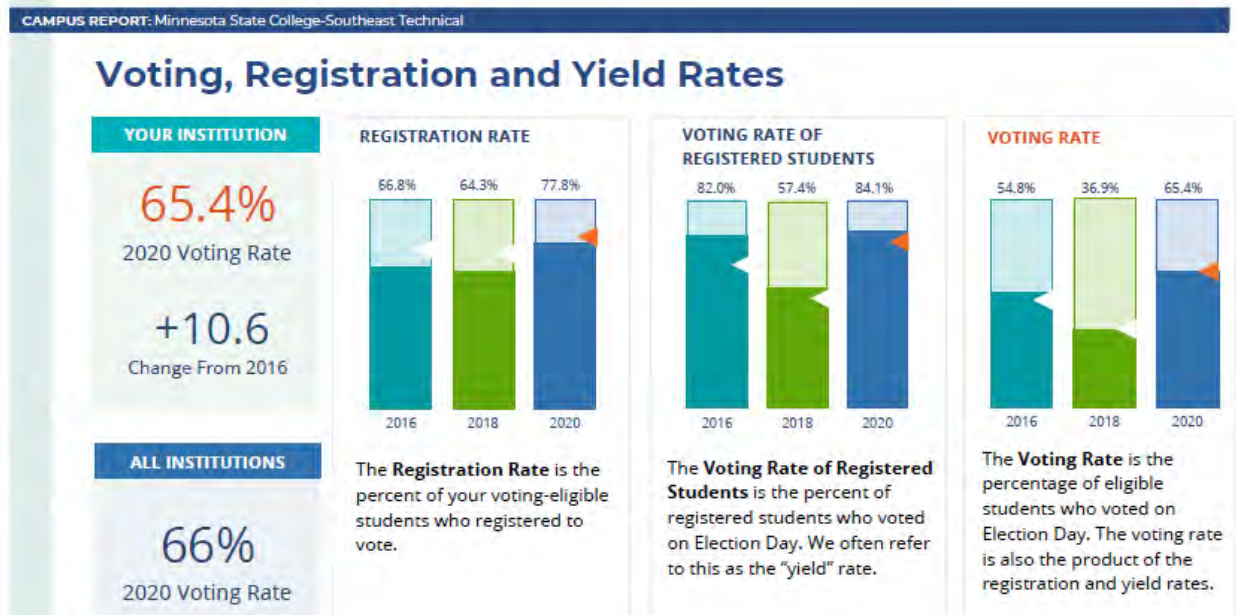 CAMPUS REPORT: Minnesota State College-Southeast Technical
Voting, Registration and Yield Rates
YOUR INSTITUTION
65.4%
2020 Voting Rate
+10.6
Change From 2016
ALL INSTITUTIONS
66%
2020 Voting Rate
REGISTRATION RATE
66.8% 64.3% 77.8%
2016 2018 2020
The Registration Rate is the
percent of your voting-eligible
students who registered to
vote.
VOTING RATE OF
REGISTERED STUDENTS
82.0% 57.4% 84.1%
2016 2018 2020
The Voting Rate of Registered
Students is the percent of
registered students who voted
on Election Day. We often refer
to this as the “yield” rate.
VOTING RATE
54.8% 36.9% 65.4%
2016 2018 2020
The Voting Rate is the
percentage of eligible
students who voted on
Election Day. The voting rate
is also the product of the
registration and yield rates.